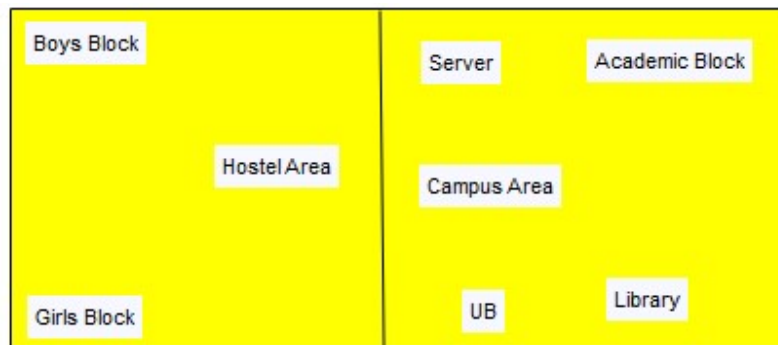 Boys Block
Hostel Area
Girls Block
Server
Academic Block
Campus Area
UB
Library